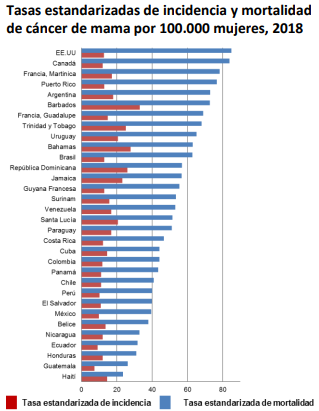 Tasas estandarizadas de incidencia y mortalidad
de cáncer de mama por 100.000 mujeres, 2018
EE.UU
Canadá
Francia, Martinica
Puerto Rico
Argentina
Barbados
Francia, Guadalupe
Trinidad y Tobago
Uruguay
Bahamas
Brasil
República Dominicana
Jamaica
Guyana Francesa
Surinam
Venezuela
Santa Lucía
Paraguay
Costa Rica
Cuba
Colombia
Panamá
Chile
Perú
El Salvador
México
Belice
Nicaragua
Ecuador
Honduras
Guatemala
Haití
0 20 40 60 80
Tasa estandarizada de incidencia Tasa estandarizada de mortalidad